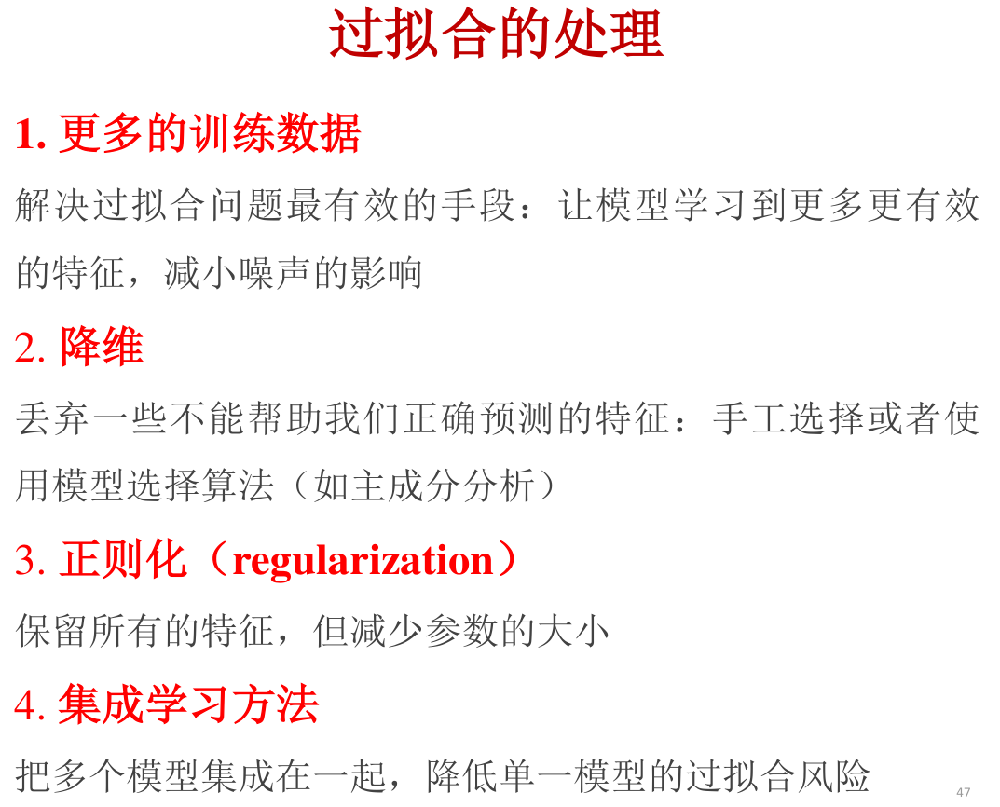 过拟合的处理
1. 更多的训练数据
解决过拟合问题最有效的手段：让模型学习到更多更有效
的特征，减小噪声的影响
2. 降维
丢弃一些不能帮助我们正确预测的特征：手工选择或者使
用模型选择算法（如主成分分析）
3. 正则化（regularization）
保留所有的特征，但减少参数的大小
4. 集成学习方法
把多个模型集成在一起，降低单一模型的过拟合风险
47